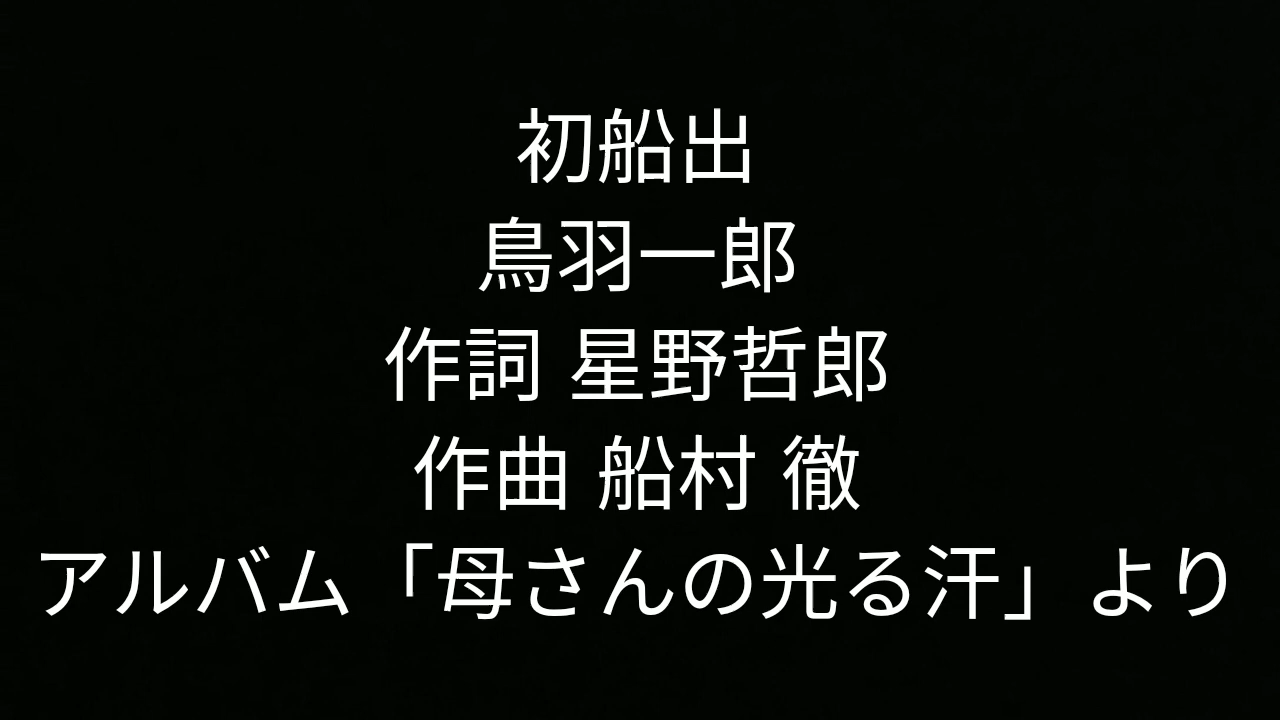 初船出
鳥羽一郎
作詞 星野哲郎
作曲 船村 徹
アルバム「母さんの光る汗」より